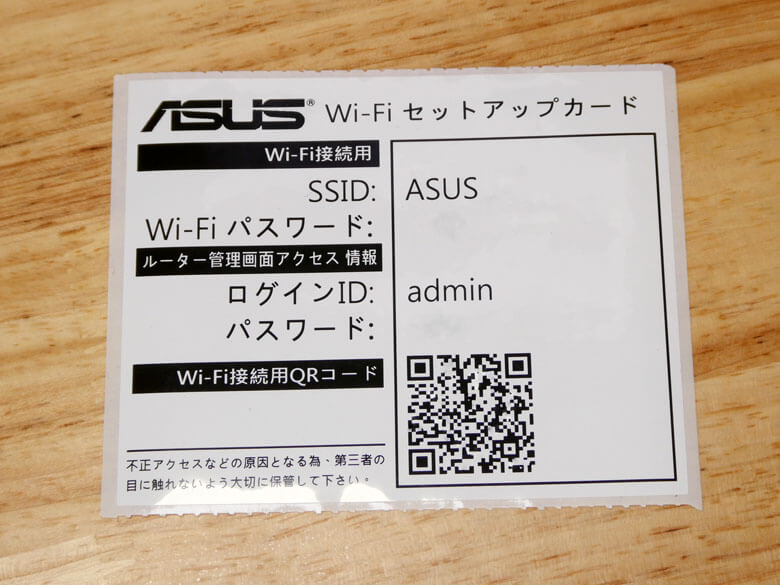 ASUS® Wi-Fi セットアップカード
Wi-Fi接続用
SSID: ASUS
Wi-Fi パスワード:
ルーター管理画面アクセス 情報
ログインID: admin
パスワード:
Wi-Fi接続用QRコード
不正アクセスなどの原因となる為、第三者の
目に触れないよう大切に保管して下さい。